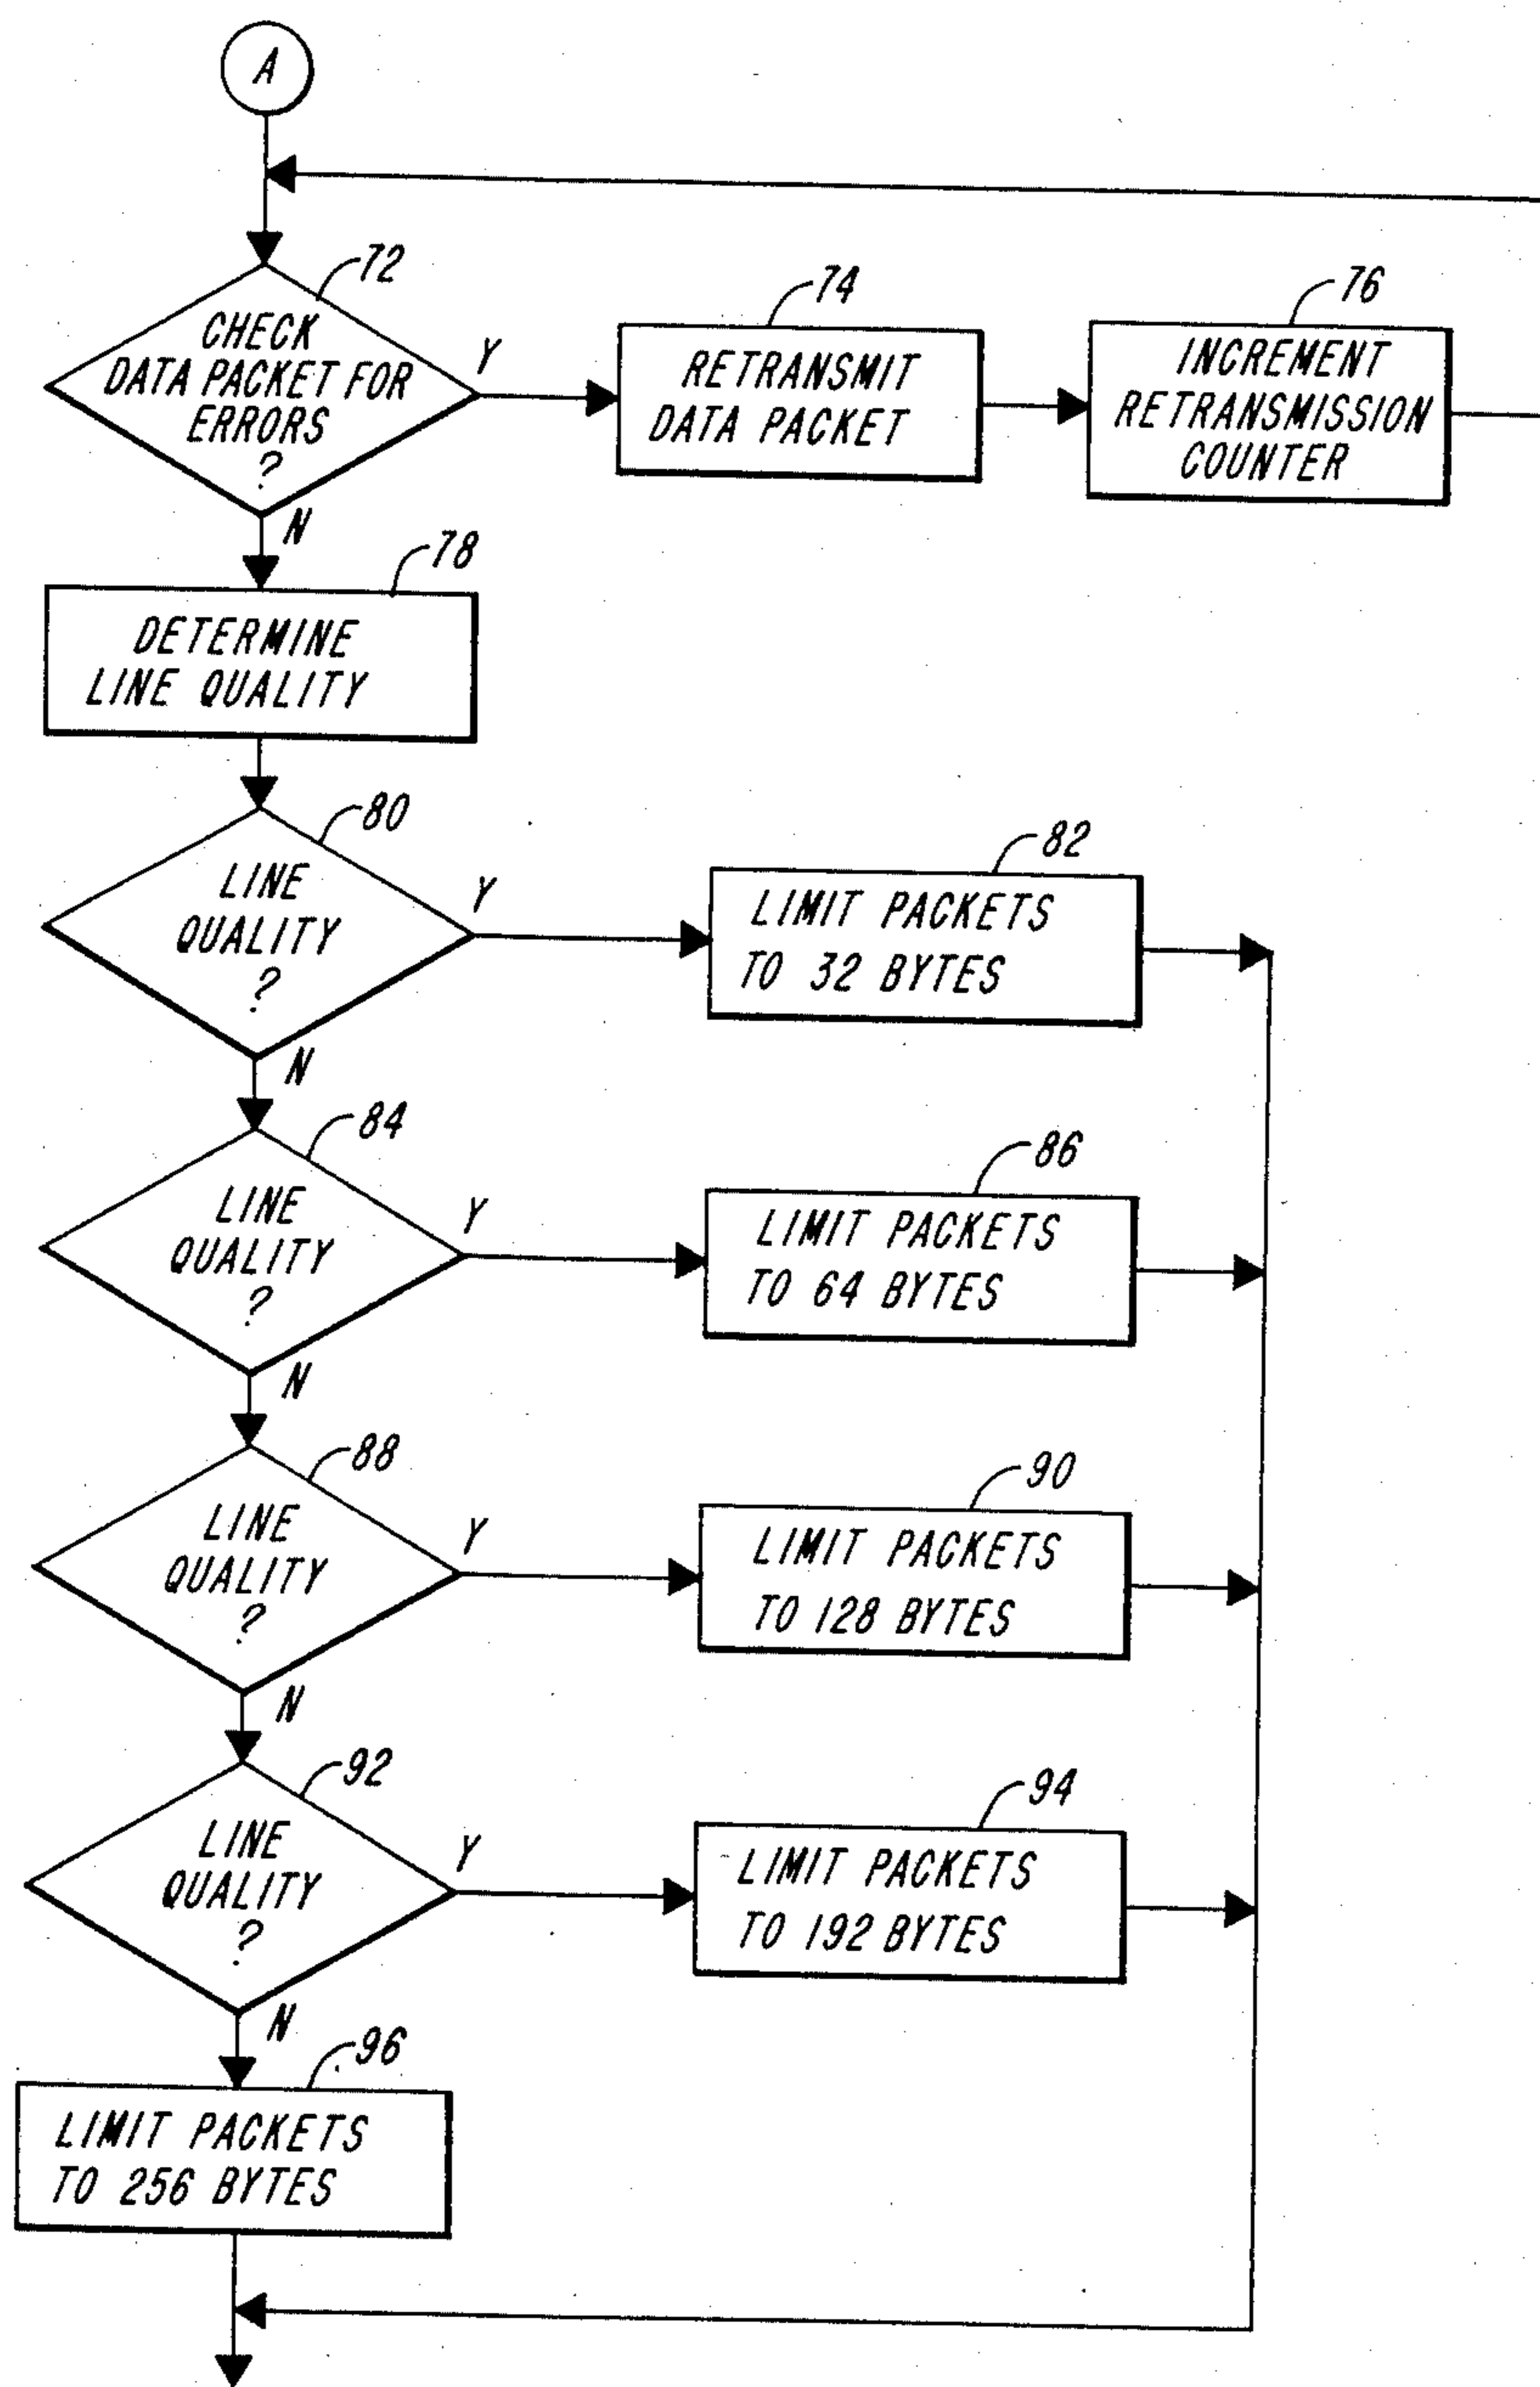 A
72
CHECK
DATA PACKET FOR
ERRORS
?
Y
N
74
RETRANSMIT
DATA PACKET
76
INCREMENT
RETRANSMISSION
COUNTER
78
DETERMINE
LINE QUALITY
80
LINE
QUALITY
?
Y
N
82
LIMIT PACKETS
TO 32 BYTES
84
LINE
QUALITY
?
Y
N
86
LIMIT PACKETS
TO 64 BYTES
88
LINE
QUALITY
?
Y
N
90
LIMIT PACKETS
TO 128 BYTES
92
LINE
QUALITY
?
Y
N
94
LIMIT PACKETS
TO 192 BYTES
96
LIMIT PACKETS
TO 256 BYTES